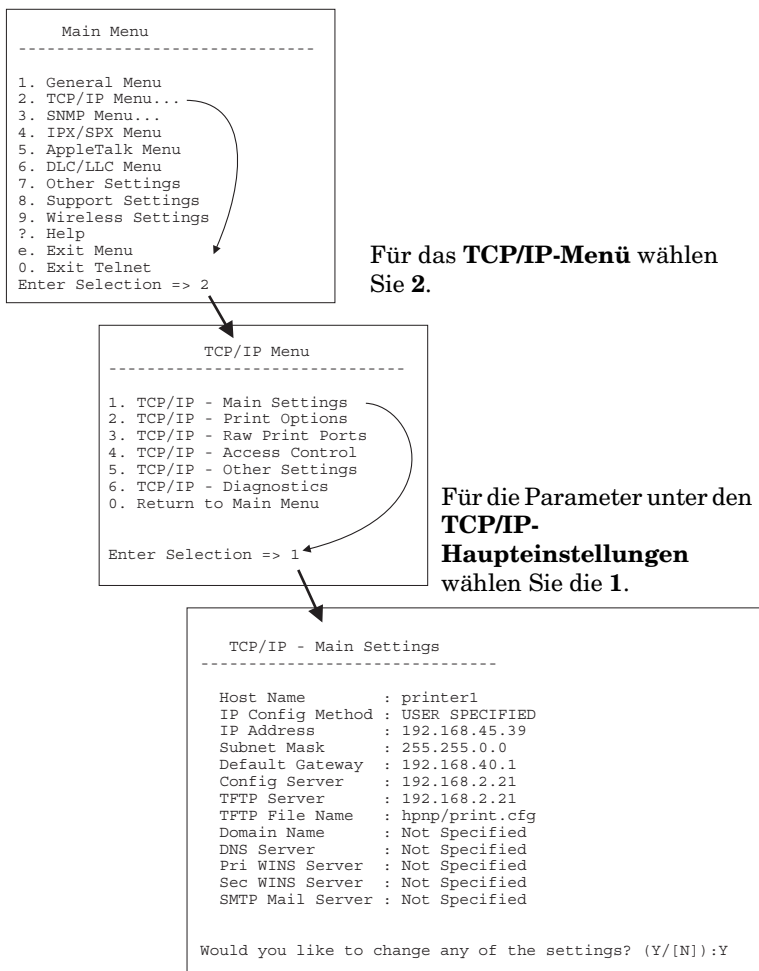 Main Menu
-------------------------------
1. General Menu
2. TCP/IP Menu...
3. SNMP Menu...
4. IPX/SPX Menu
5. AppleTalk Menu
6. DLC/LLC Menu
7. Other Settings
8. Support Settings
9. Wireless Settings
?. Help
e. Exit Menu
0. Exit Telnet
Enter Selection => 2
Für das TCP/IP-Menü wählen
Sie 2.
TCP/IP Menu
-------------------------------
1. TCP/IP - Main Settings
2. TCP/IP - Print Options
3. TCP/IP - Raw Print Ports
4. TCP/IP - Access Control
5. TCP/IP - Other Settings
6. TCP/IP - Diagnostics
0. Return to Main Menu
Enter Selection => 1
Für die Parameter unter den
TCP/IP-
Haupteinstellungen
wählen Sie die 1.
TCP/IP - Main Settings
-------------------------------
Host Name : printer1
IP Config Method : USER SPECIFIED
IP Address : 192.168.45.39
Subnet Mask : 255.255.0.0
Default Gateway : 192.168.40.1
Config Server : 192.168.2.21
TFTP Server : 192.168.2.21
TFTP File Name : hpnp/print.cfg
Domain Name : Not Specified
DNS Server : Not Specified
Pri WINS Server : Not Specified
Sec WINS Server : Not Specified
SMTP Mail Server : Not Specified
Would you like to change any of the settings? (Y/[N]):Y